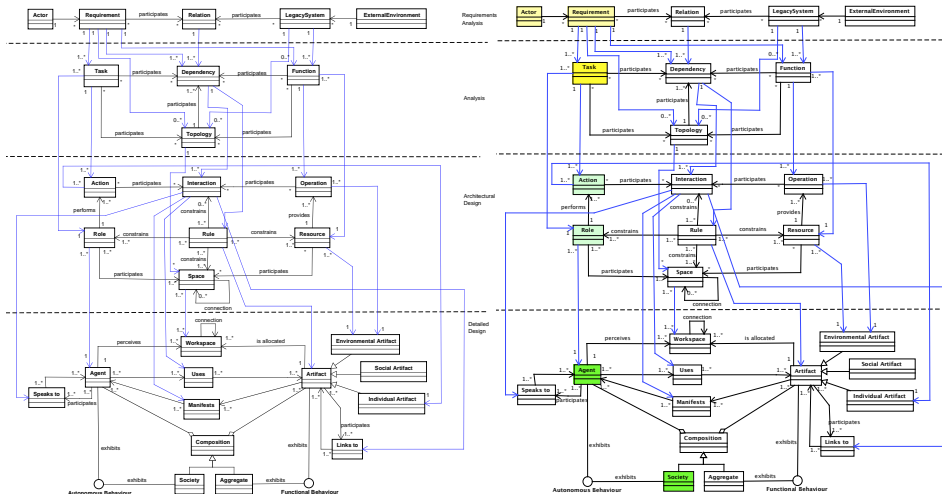 Actor
Requirement
participates
Relation
participates
LegacySystem
ExternalEnvironment
Task
participates
Dependency
participates
Function
participates
Topology
participates
participates
Action
participates
Interaction
participates
Operation
performs
constrains
provides
Role
constrains
Rule
constrains
Resource
constrains
participates
participates
Space
connection
connection
perceives
Workspace
is allocated
Environmental Artifact
Agent
Uses
Artifact
Social Artifact
Speaks to
participates
Manifests
Individual Artifact
participates
Composition
Links to
exhibits
exhibits
Society
Aggregate
exhibits
exhibits
Autonomous Behaviour
Functional Behaviour
Requirements
Analysis
Analysis
Architectural
Design
Detailed
Design
Actor
Requirement
participates
Relation
participates
LegacySystem
ExternalEnvironment
Task
participates
Dependency
participates
Function
participates
Topology
participates
participates
Action
participates
Interaction
participates
Operation
performs
constrains
provides
Role
constrains
Rule
constrains
Resource
constrains
participates
participates
Space
connection
connection
perceives
Workspace
is allocated
Environmental Artifact
Agent
Uses
Artifact
Social Artifact
Speaks to
participates
Manifests
Individual Artifact
participates
Composition
Links to
exhibits
exhibits
Society
Aggregate
exhibits
exhibits
Autonomous Behaviour
Functional Behaviour